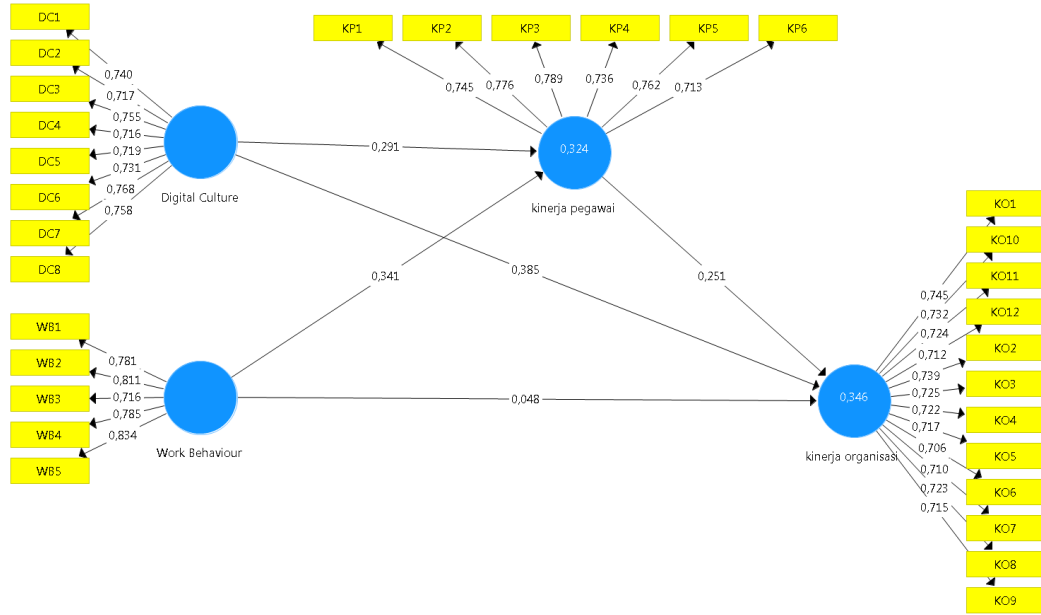 DC1
DC2
DC3
DC4
DC5
DC6
DC7
DC8
0,740
0,717
0,755
0,716
0,719
0,731
0,768
0,758
Digital Culture
KP1
KP2
KP3
KP4
KP5
KP6
0,745
0,776
0,789
0,736
0,762
0,713
0,324
kinerja pegawai
0,291
0,341
0,385
0,251
0,048
WB1
WB2
WB3
WB4
WB5
0,781
0,811
0,716
0,785
0,834
Work Behaviour
0,346
kinerja organisasi
0,745
0,732
0,724
0,712
0,739
0,725
0,722
0,717
0,706
0,710
0,723
0,715
KO1
KO10
KO11
KO12
KO2
KO3
KO4
KO5
KO6
KO7
KO8
KO9